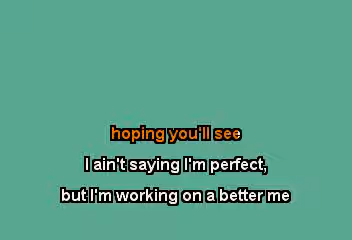 hoping you'll see
I ain't saying I'm perfect,
but I'm working on a better me